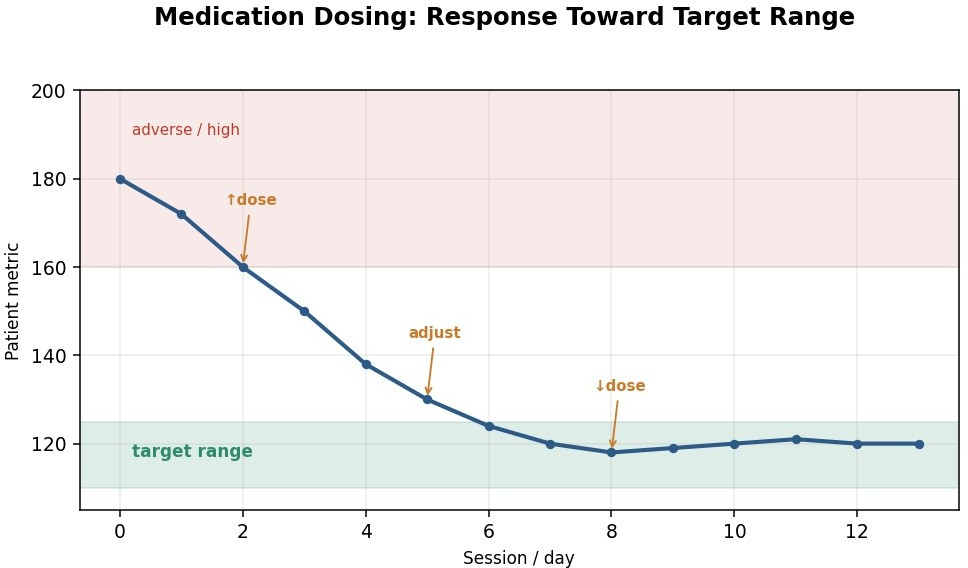 Medication Dosing: Response Toward Target Range
200
adverse / high
180
↑dose
160
Patient metric
140
adjust
↓dose
120
target range
0 2 4 6 8 10 12
Session / day